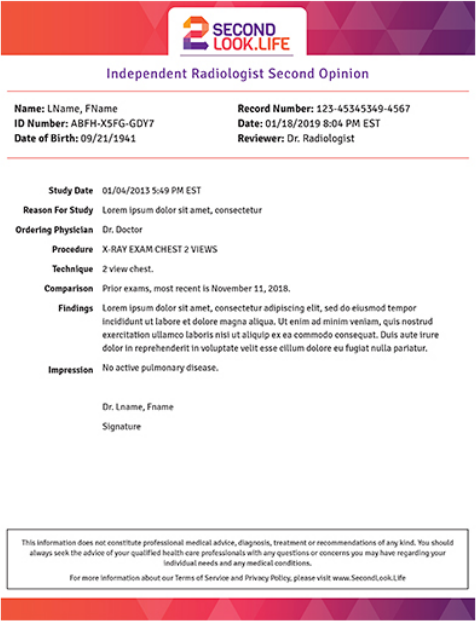 2 SECOND
LOOK.LIFE
Independent Radiologist Second Opinion
Name: LName, FName
ID Number: ABFH-X5FG-GDY7
Date of Birth: 09/21/1941
Record Number: 123-45345349-4567
Date: 01/18/2019 8:04 PM EST
Reviewer: Dr. Radiologist
Study Date 01/04/2013 5:49 PM EST
Reason For Study Lorem ipsum dolor sit amet, consectetur
Ordering Physician Dr. Doctor
Procedure X-RAY EXAM CHEST 2 VIEWS
Technique 2 view chest.
Comparison Prior exams, most recent is November 11, 2018.
Findings Lorem ipsum dolor sit amet, consectetur adipiscing elit, sed do eiusmod tempor
incididunt ut labore et dolore magna aliqua. Ut enim ad minim veniam, quis nostrud
exercitation ullamco laboris nisi ut aliquip ex ea commodo consequat. Duis aute irure
dolor in reprehenderit in voluptate velit esse cillum dolore eu fugiat nulla pariatur.
Impression No active pulmonary disease.
Dr. Lname, Fname
Signature
This information does not constitute professional medical advice, diagnosis, treatment or recommendations of any kind. You should
always seek the advice of your qualified health care professionals with any questions or concerns you may have regarding your
individual needs and any medical conditions.
For more information about our Terms of Service and Privacy Policy, please visit www.SecondLook.Life